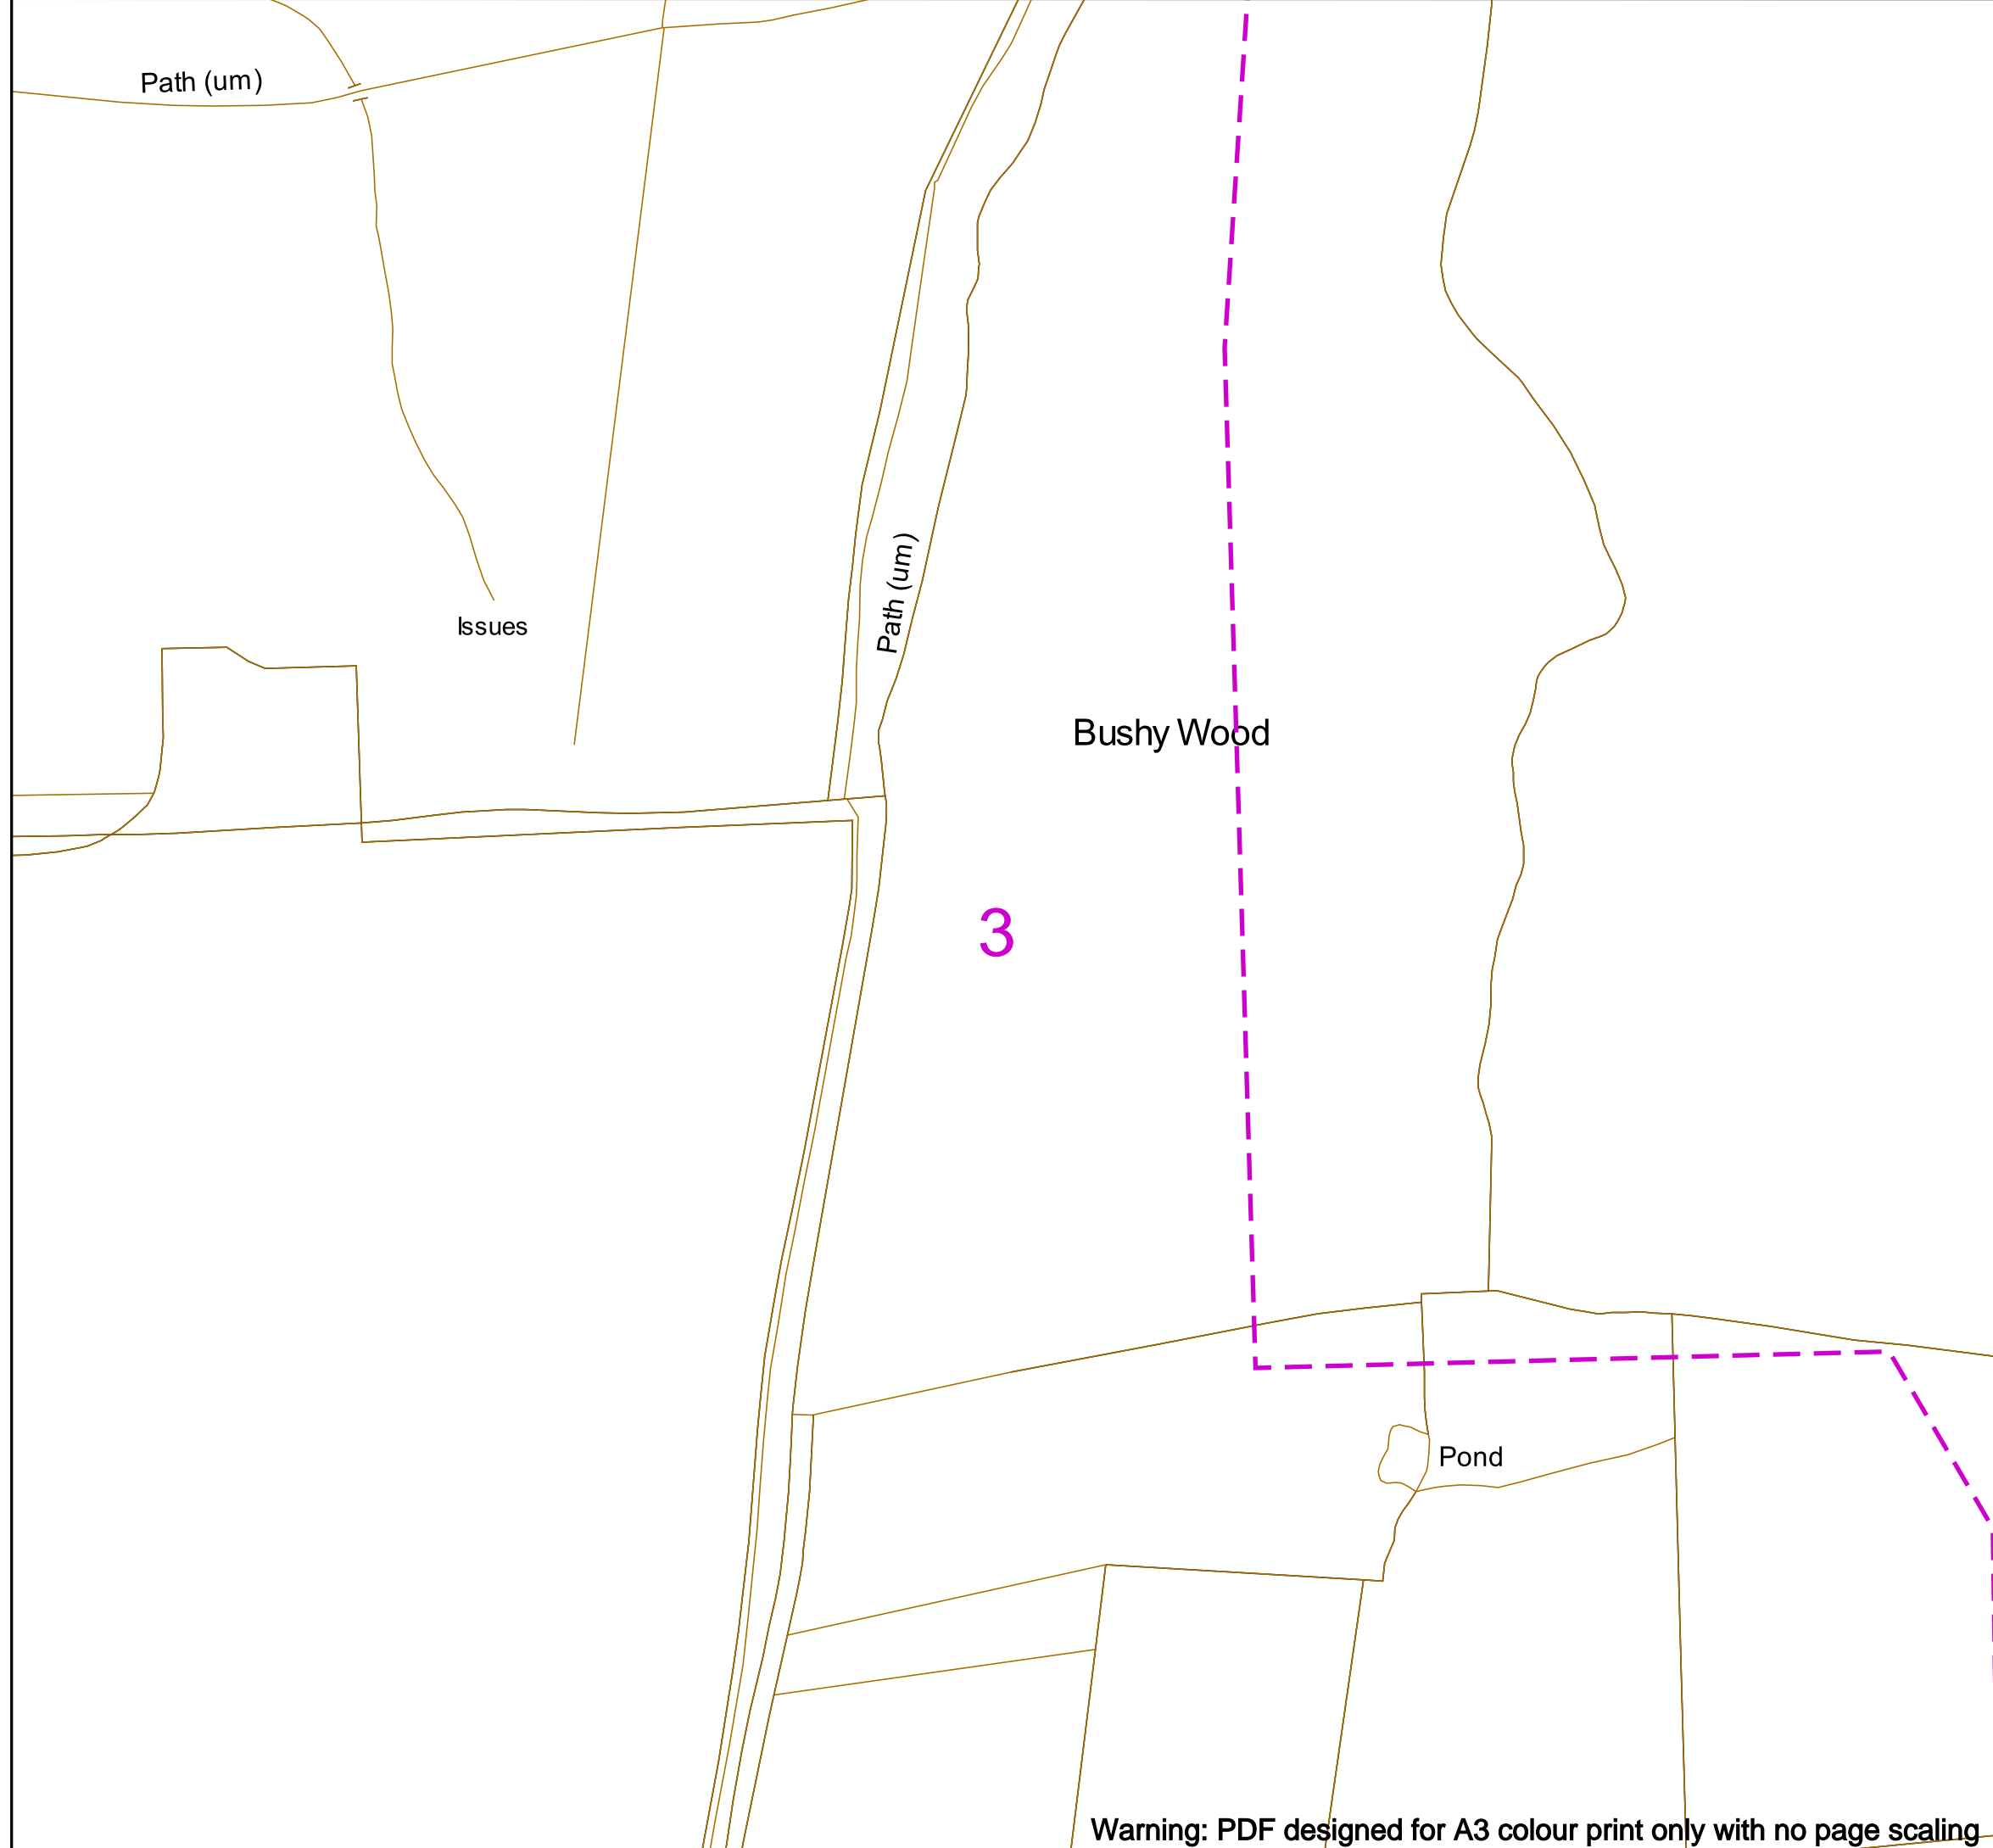 Path (um)
Path (um)
Issues
Bushy Wood
3
Pond
Warning: PDF designed for A3 colour print only with no page scaling